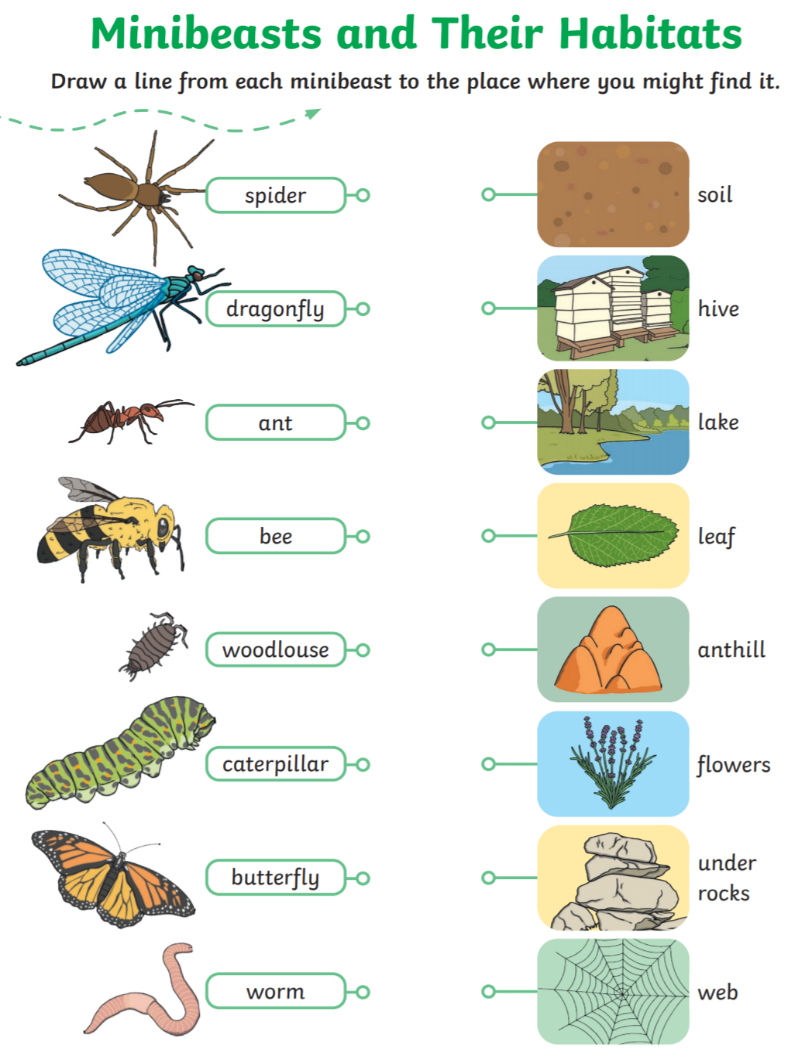 Minibeasts and Their Habitats
Draw a line from each minibeast to the place where you might find it.
spider
soil
dragonfly
hive
ant
lake
bee
leaf
woodlouse
anthill
caterpillar
flowers
butterfly
under
rocks
worm
web